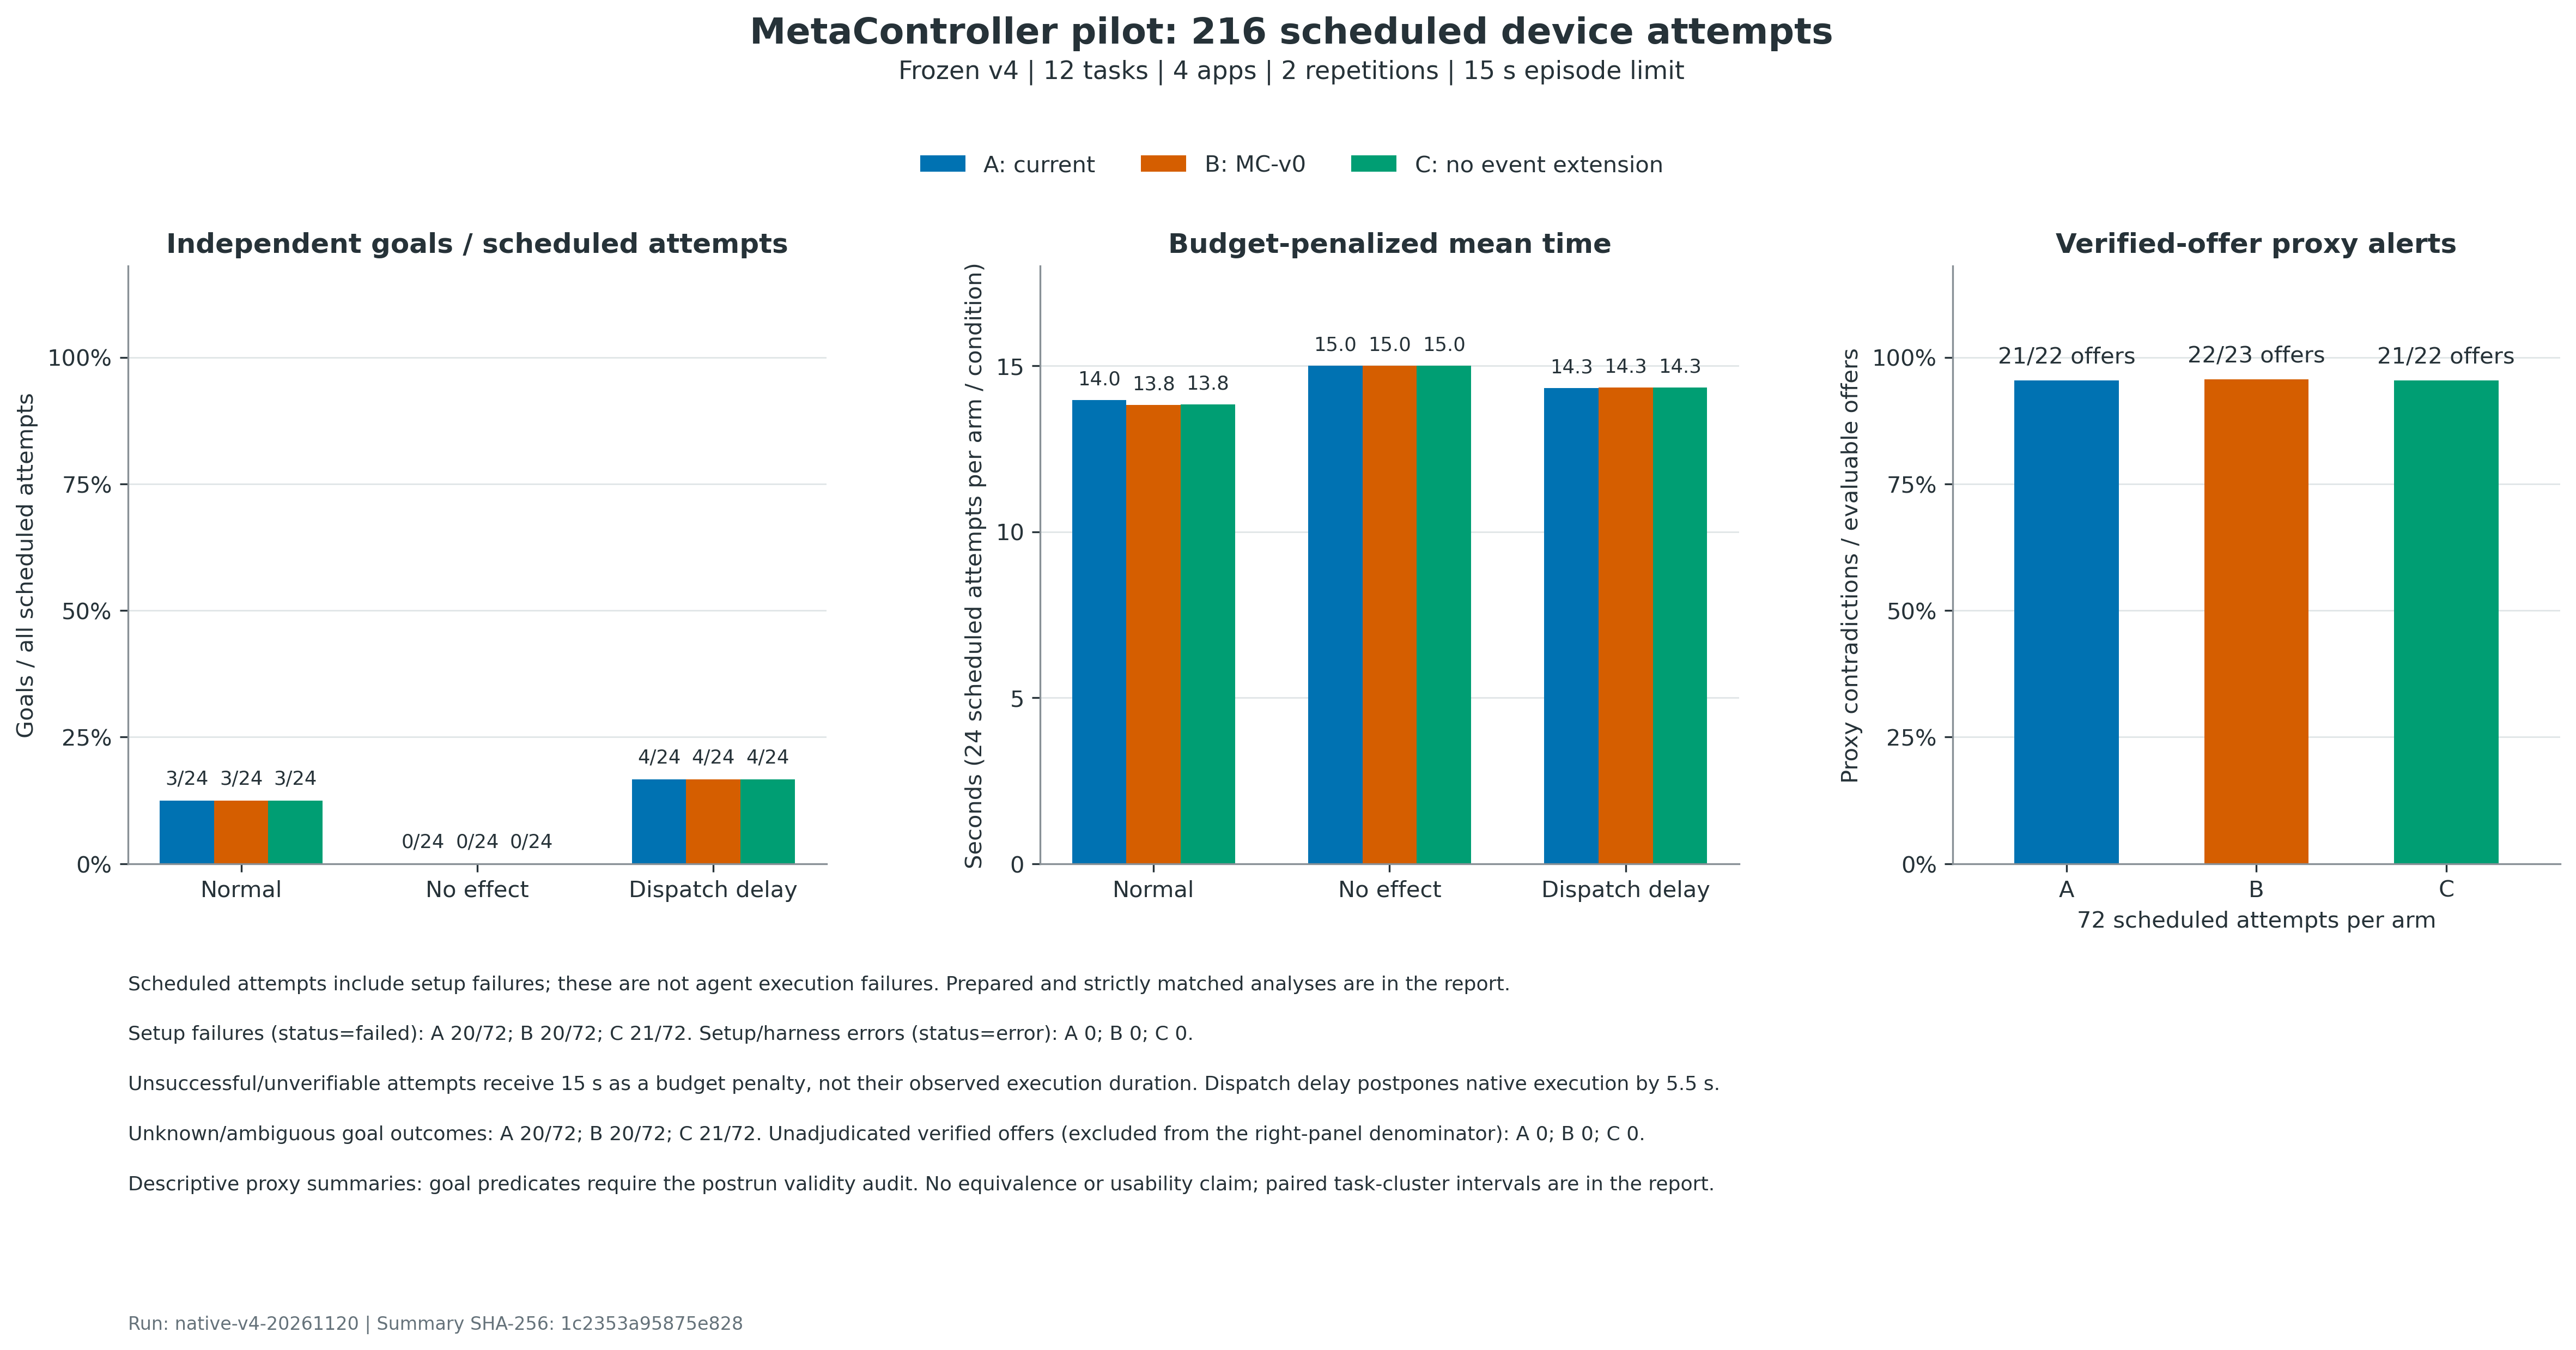 MetaController pilot: 216 scheduled device attempts
Frozen v4 | 12 tasks | 4 apps | 2 repetitions | 15 s episode limit
A: current
B: MC-v0
C: no event extension
Independent goals / scheduled attempts
Goals / all scheduled attempts
100%
75%
50%
25%
0%
3/24 3/24 3/24
0/24 0/24 0/24
4/24 4/24 4/24
Normal
No effect
Dispatch delay
Budget-penalized mean time
Seconds (24 scheduled attempts per arm / condition)
15
10
5
0
14.0 13.8 13.8
15.0 15.0 15.0
14.3 14.3 14.3
Normal
No effect
Dispatch delay
Verified-offer proxy alerts
Proxy contradictions / evaluable offers
100%
75%
50%
25%
0%
21/22 offers
22/23 offers
21/22 offers
A
B
C
72 scheduled attempts per arm
Scheduled attempts include setup failures; these are not agent execution failures. Prepared and strictly matched analyses are in the report.
Setup failures (status=failed): A 20/72; B 20/72; C 21/72. Setup/harness errors (status=error): A 0; B 0; C 0.
Unsuccessful/unverifiable attempts receive 15 s as a budget penalty, not their observed execution duration. Dispatch delay postpones native execution by 5.5 s.
Unknown/ambiguous goal outcomes: A 20/72; B 20/72; C 21/72. Unadjudicated verified offers (excluded from the right-panel denominator): A 0; B 0; C 0.
Descriptive proxy summaries: goal predicates require the postrun validity audit. No equivalence or usability claim; paired task-cluster intervals are in the report.
Run: native-v4-20261120 | Summary SHA-256: 1c2353a95875e828